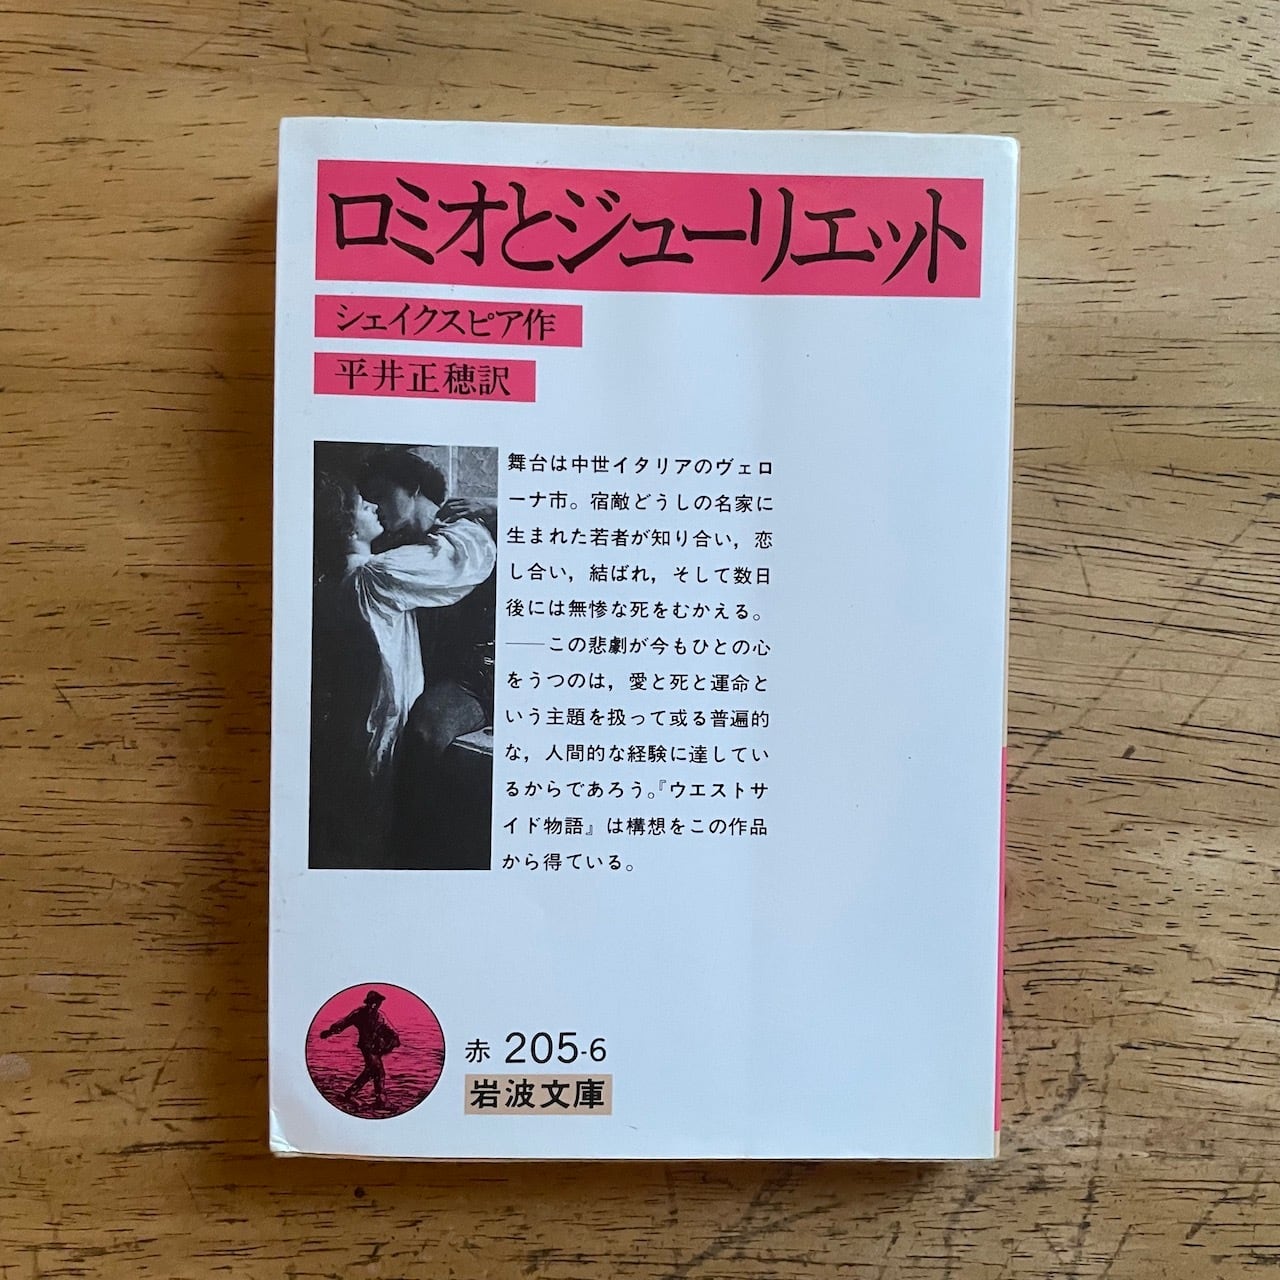 ロミオとジューリエット
シェイクスピア作
平井正穂訳
舞台は中世イタリアのヴェロ
ーナ市。宿敵どうしの名家に
生まれた若者が知り合い，恋
し合い，結ばれ，そして数日
後には無惨な死をむかえる。
──この悲劇が今もひとの心
をうつのは，愛と死と運命と
いう主題を扱って或る普遍的
な，人間的な経験に達してい
るからであろう。『ウエストサ
イド物語』は構想をこの作品
から得ている。
赤 205-6
岩波文庫